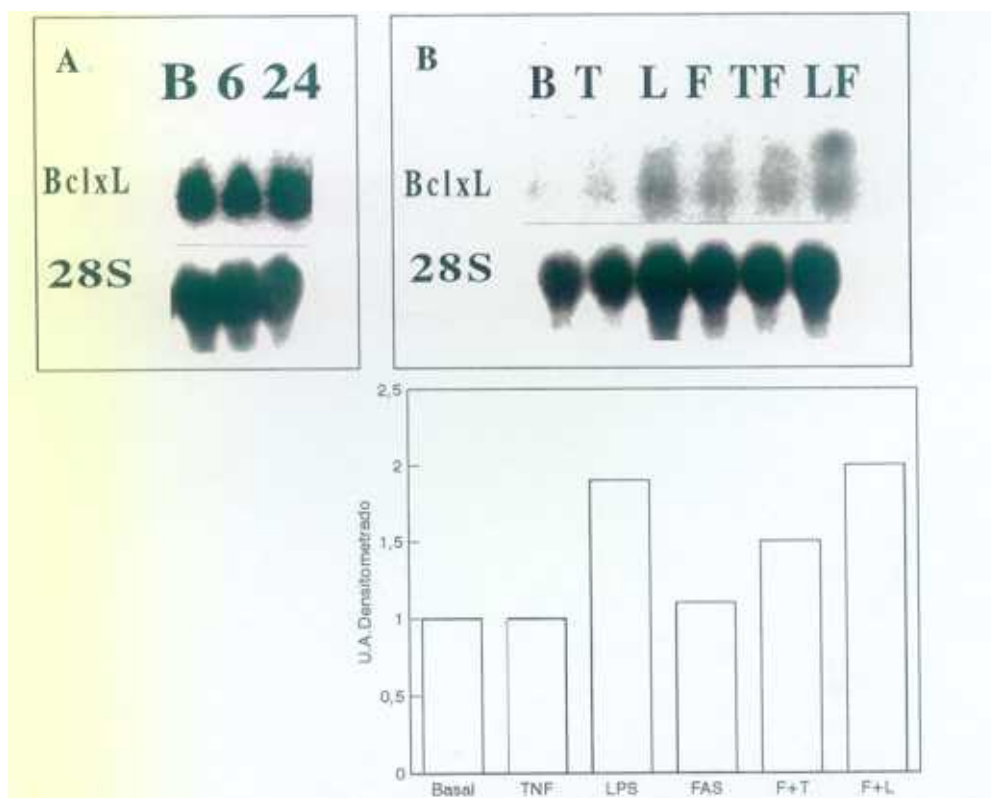 A
B 6 24
BclxL
28S
B
B T L F TF LF
BclxL
28S
2,5
2
1,5
1
0,5
0
U.A.Densitometrado
Basal TNF LPS FAS F+T F+L